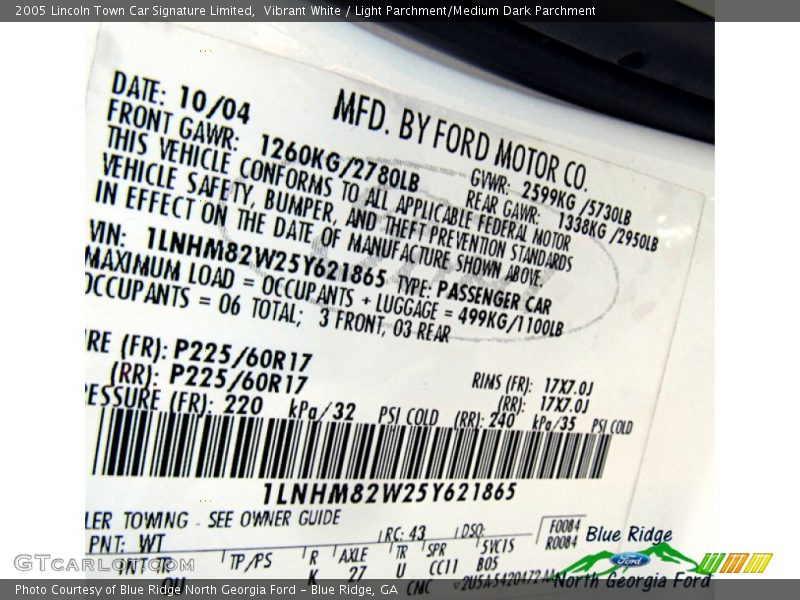 2005 Lincoln Town Car Signature Limited, Vibrant White / Light Parchment/Medium Dark Parchment
MFD. BY FORD MOTOR CO.
DATE: 10/04
GVWR: 2599KG /5730LB
FRONT GAWR: 1260KG/2780LB
REAR GAWR: 1338KG /2950LB
THIS VEHICLE CONFORMS TO ALL APPLICABLE FEDERAL MOTOR
VEHICLE SAFETY, BUMPER, AND THEFT PREVENTION STANDARDS
IN EFFECT ON THE DATE OF MANUFACTURE SHOWN ABOVE.
VIN: 1LNHM82W25Y621865 TYPE: PASSENGER CAR
MAXIMUM LOAD = OCCUPANTS + LUGGAGE = 499KG/1100LB
OCCUPANTS = 06 TOTAL; 3 FRONT, 03 REAR
RE (FR): P225/60R17 RIMS (FR): 17X7.0J
(RR): P225/60R17 (RR): 17X7.0J
ESSURE (FR): 220 kPa/32 PSI COLD (RR): 240 kPa/35 PSI COLD
1LNHM82W25Y621865
LER TOWING - SEE OWNER GUIDE
F0084
R0084
PNT: WT RC: 43 DSO:
INT TR TP/PS R AXLE TR SPR 5VC15
K 27 U CC11 B05
CMC
Blue Ridge
Ford
North Georgia Ford
GTCarLot.com
Photo Courtesy of Blue Ridge North Georgia Ford - Blue Ridge, GA